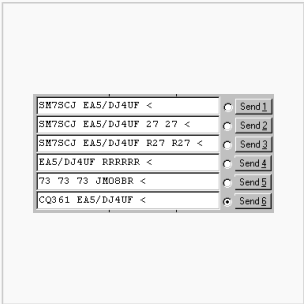 SM7SCJ EA5/DJ4UF < Send 1
SM7SCJ EA5/DJ4UF 27 27 < Send 2
SM7SCJ EA5/DJ4UF R27 R27 < Send 3
EA5/DJ4UF RRRRRR < Send 4
73 73 73 JM08BR < Send 5
CQ361 EA5/DJ4UF < Send 6